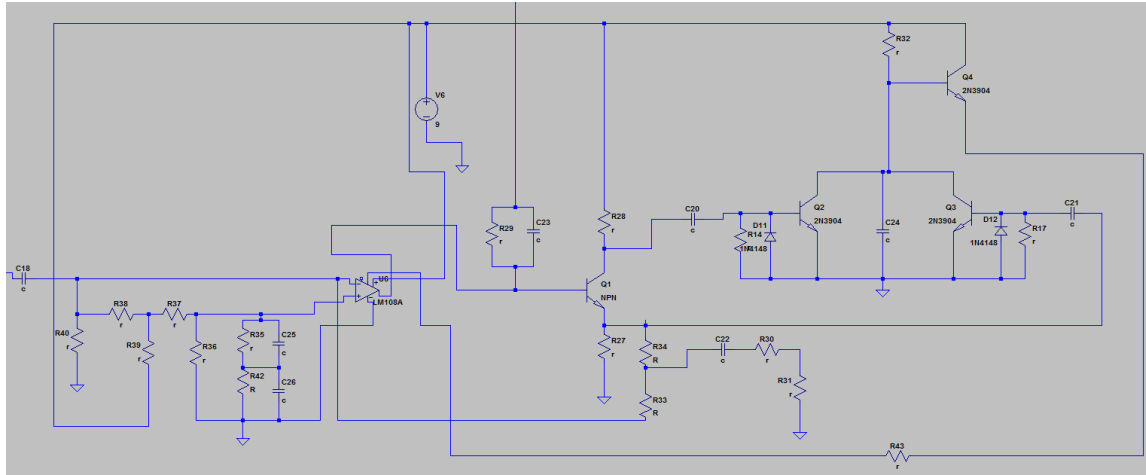 R32
r
Q4
2N3904
V6
9
C23
c
R29
r
R28
r
C20
c
D11
Q2
2N3904
R14
r
1N4148
C24
c
Q3
2N3904
D12
1N4148
R17
r
C21
c
C18
c
U6
LM108A
Q1
NPN
R38
r
R37
r
R40
r
R39
r
R36
r
R35
r
C25
c
R42
R
C26
c
R27
r
R34
R
C22
c
R30
r
R31
r
R33
R
R43
r